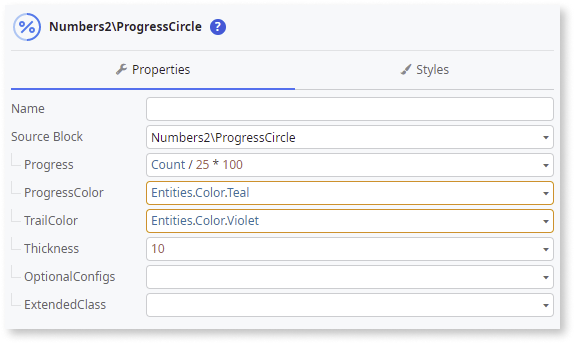 Numbers2\ProgressCircle ?
Properties Styles
Name
Source Block Numbers2\ProgressCircle
Progress Count / 25 * 100
ProgressColor Entities.Color.Teal
TrailColor Entities.Color.Violet
Thickness 10
OptionalConfigs
ExtendedClass